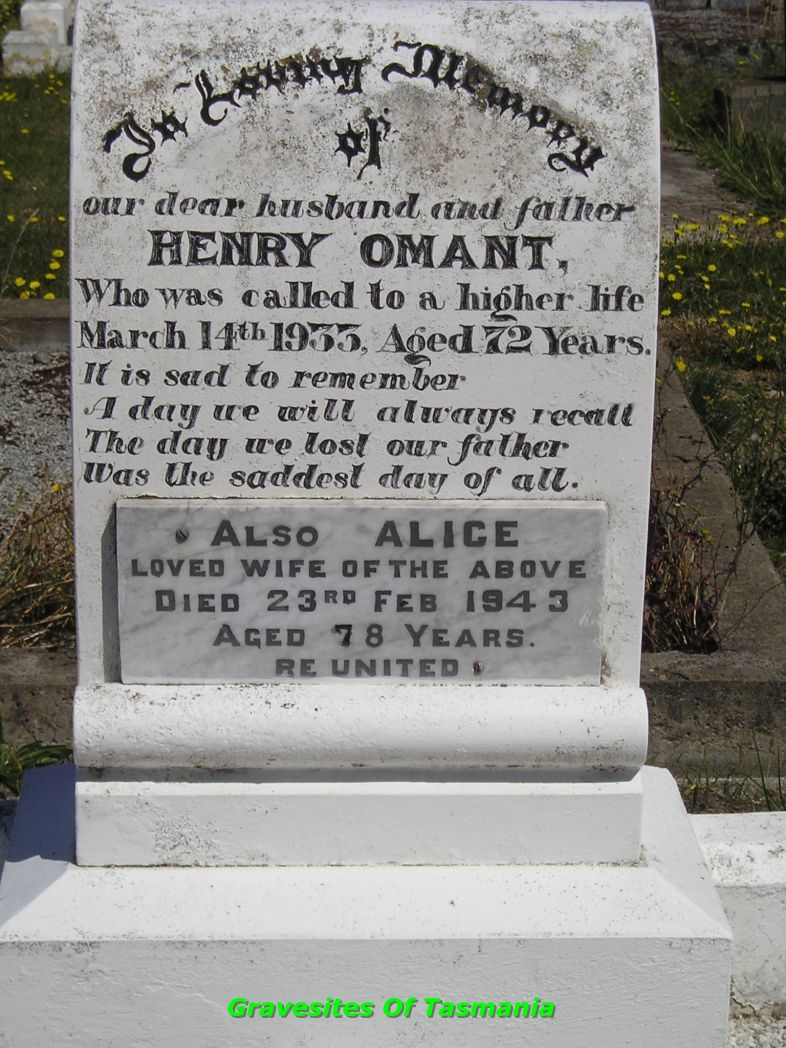 In Loving Memory
of
our dear husband and father
HENRY OMANT,
Who was called to a higher life
March 14th 1933, Aged 72 Years.
It is sad to remember
A day we will always recall
The day we lost our father
Was the saddest day of all.
ALSO ALICE
LOVED WIFE OF THE ABOVE
DIED 23RD FEB 1943
AGED 78 YEARS.
RE UNITED
Gravesites Of Tasmania